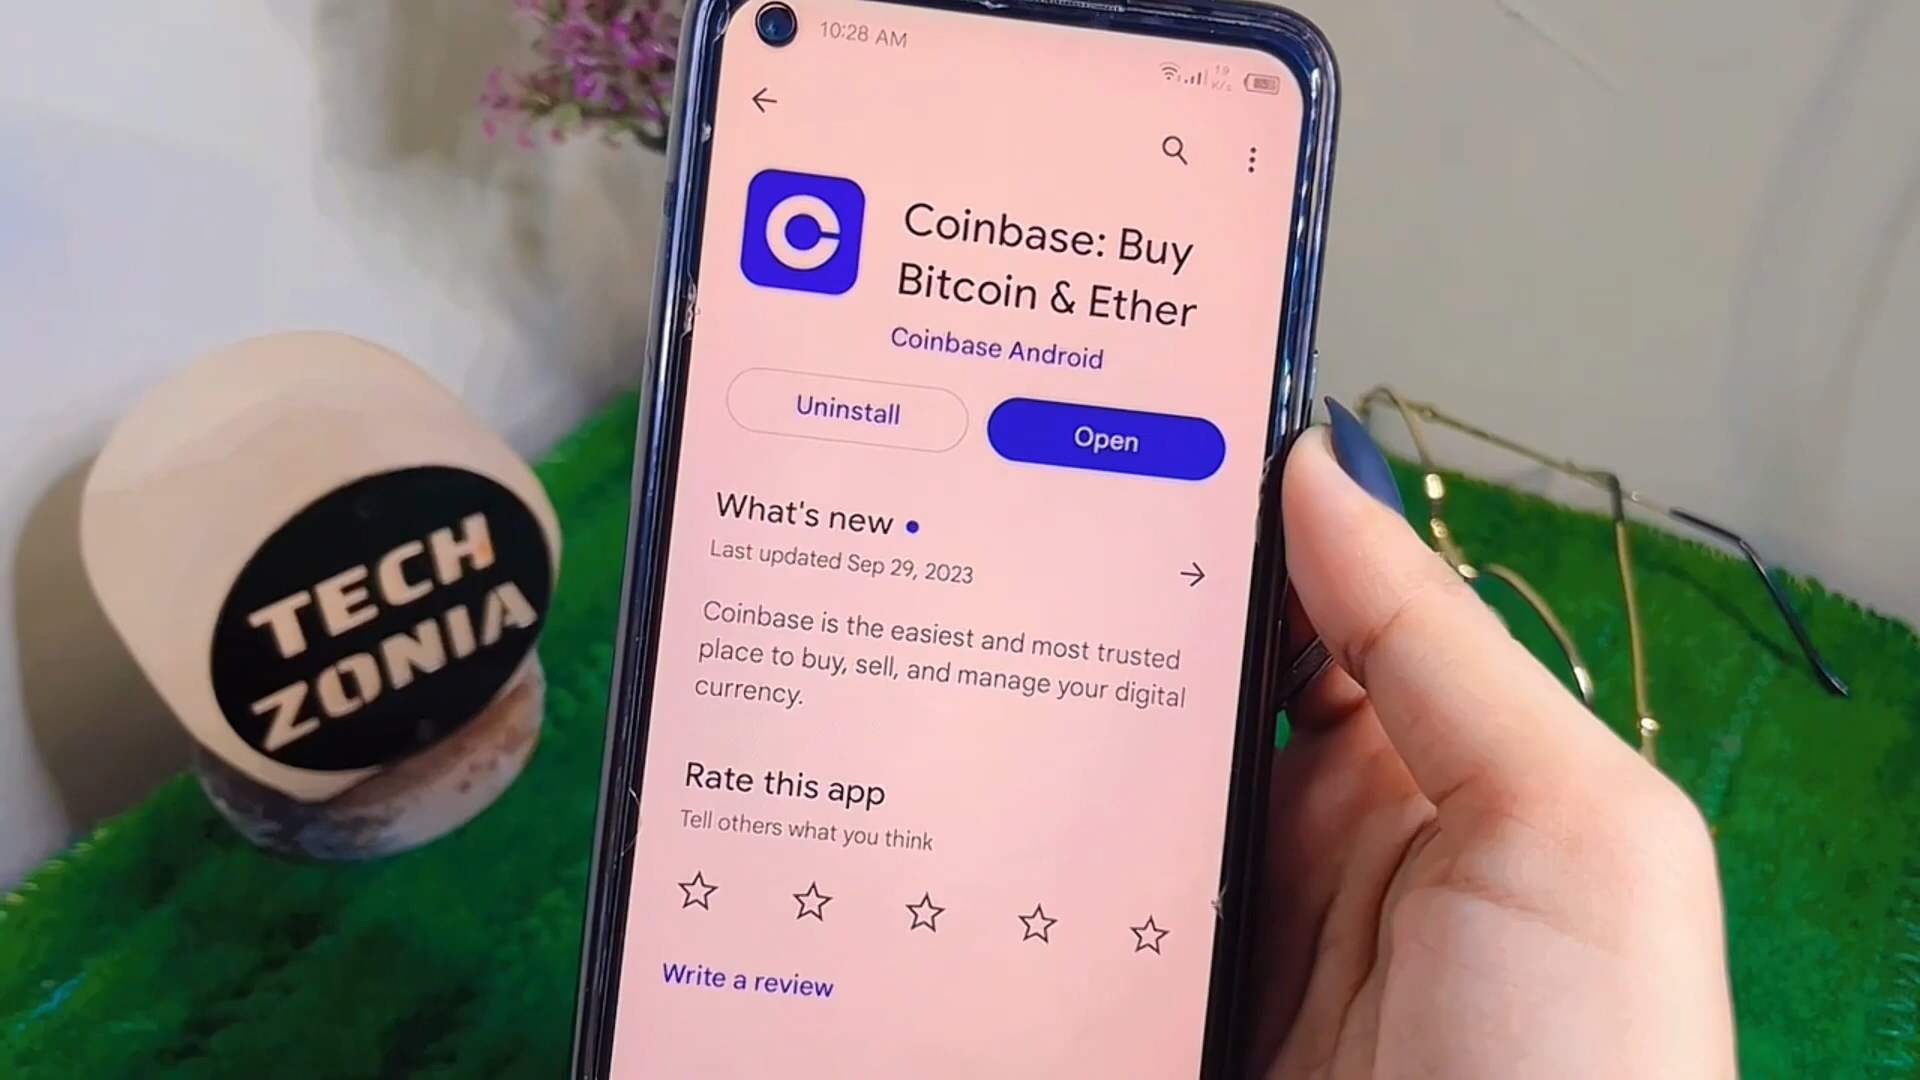 10:28 AM
19
K/s
Coinbase: Buy
Bitcoin & Ether
Coinbase Android
Uninstall
Open
What's new
Last updated Sep 29, 2023
Coinbase is the easiest and most trusted
place to buy, sell, and manage your digital
currency.
Rate this app
Tell others what you think
Write a review
TECH
ZONIA